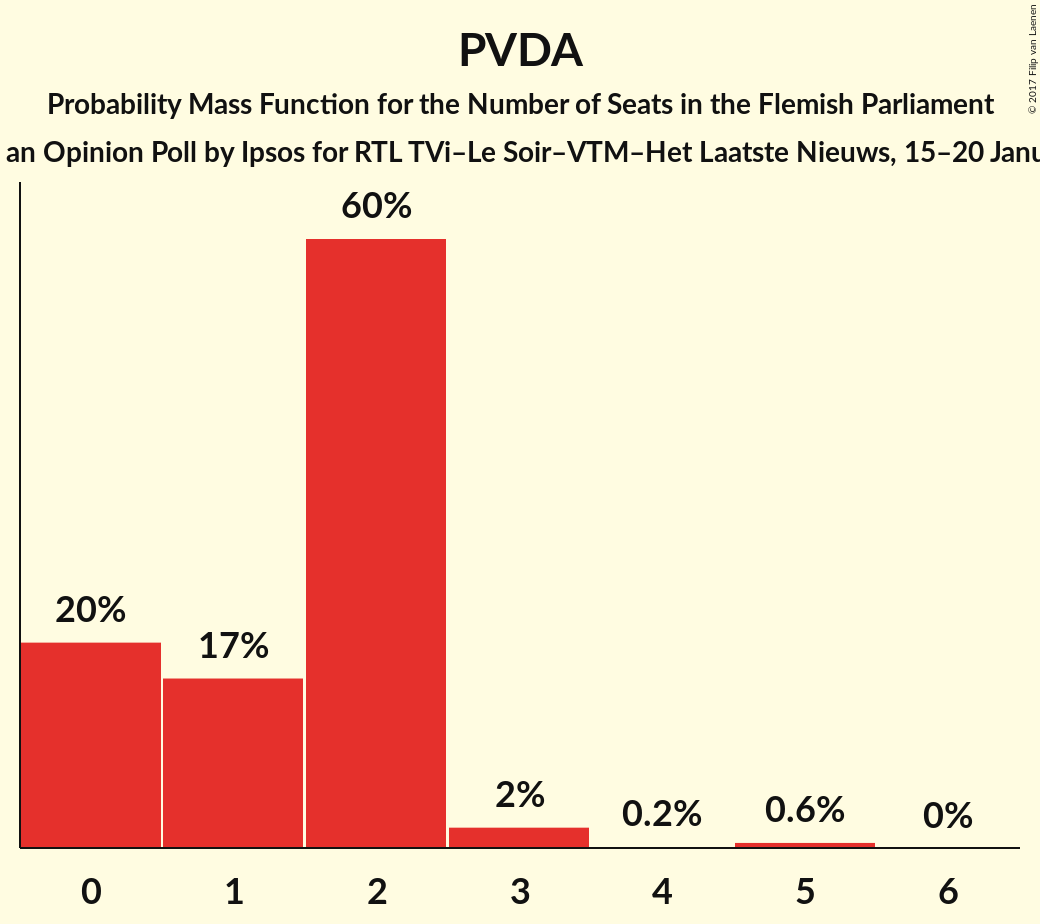 PVDA
Probability Mass Function for the Number of Seats in the Flemish Parliament
an Opinion Poll by Ipsos for RTL TVi–Le Soir–VTM–Het Laatste Nieuws, 15–20 Janu
© 2017 Filip van Laenen
60%
20%
17%
2%
0.2%
0.6%
0%
0 1 2 3 4 5 6